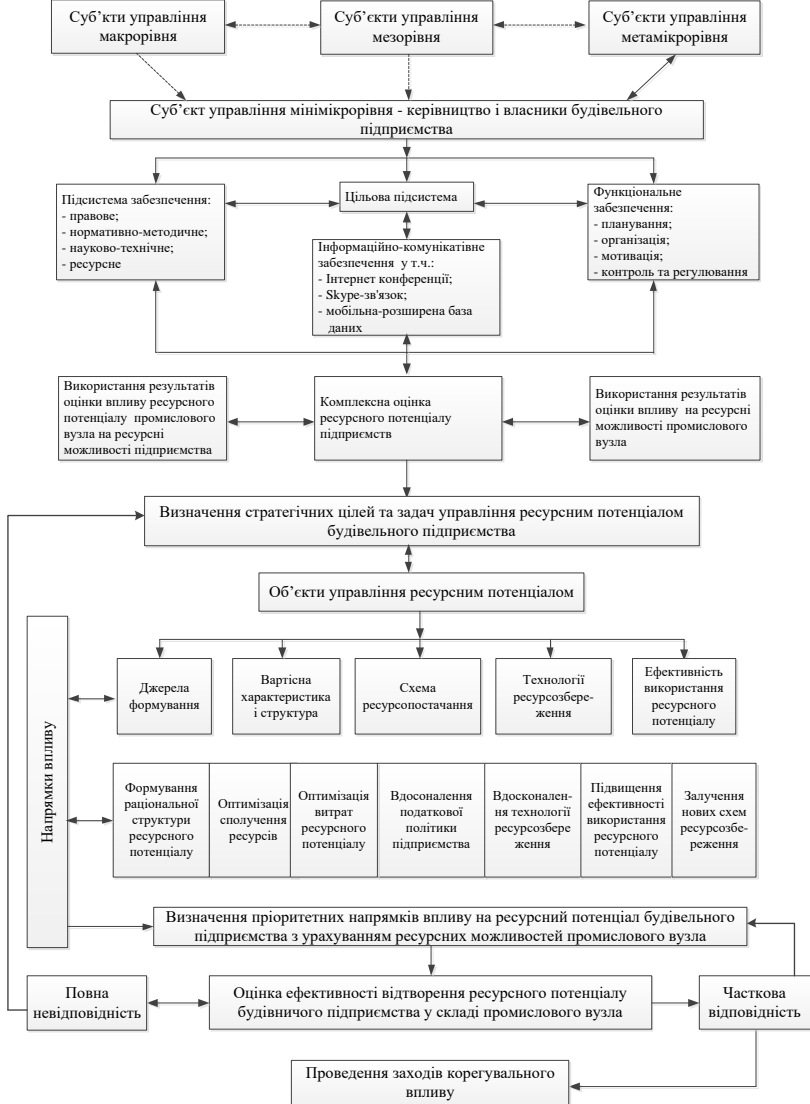 Суб’кти управління
макрорівня
Суб’єкти управління
мезорівня
Суб’єкти управління
метамікрорівня
Суб’єкт управління мінімікрорівня - керівництво і власники будівельного
підприємства
Підсистема забезпечення:
- правове;
- нормативно-методичне;
- науково-технічне;
- ресурсне
Цільова підсистема
Функціональне
забезпечення:
- планування;
- організація;
- мотивація;
- контроль та регулювання
Інформаційно-комунікатівне
забезпечення у т.ч.:
- Інтернет конференції;
- Skype-зв'язок;
- мобільна-розширена база
даних
Використання результатів
оцінки впливу ресурсного
потенціалу промислового
вузла на ресурсні
можливості підприємства
Комплексна оцінка
ресурсного потенціалу
підприємств
Використання результатів
оцінки впливу на ресурсні
можливості промислового
вузла
Визначення стратегічних цілей та задач управління ресурсним потенціалом
будівельного підприємства
Об’єкти управління ресурсним потенціалом
Напрямки впливу
Джерела
формування
Вартісна
характеристика
і структура
Схема
ресурсопостачання
Технології
ресурсозбере-
ження
Ефективність
використання
ресурсного
потенціалу
Формування
раціональної
структури
ресурсного
потенціалу
Оптимізація
сполучення
ресурсів
Оптимізація
витрат
ресурсного
потенціалу
Вдосоналення
податкової
політики
підприємства
Вдосконален-
ня технології
ресурсозбере
ження
Підвищення
ефективності
використання
ресурсного
потенціалу
Залучення
нових схем
ресурсозбе-
реження
Визначення пріоритетних напрямків впливу на ресурсний потенціал будівельного
підприємства з урахуванням ресурсних можливостей промислового вузла
Повна
невідповідність
Оцінка ефективності відтворення ресурсного потенціалу
будівничого підприємства у складі промислового вузла
Часткова
відповідність
Проведення заходів корегувального
впливу